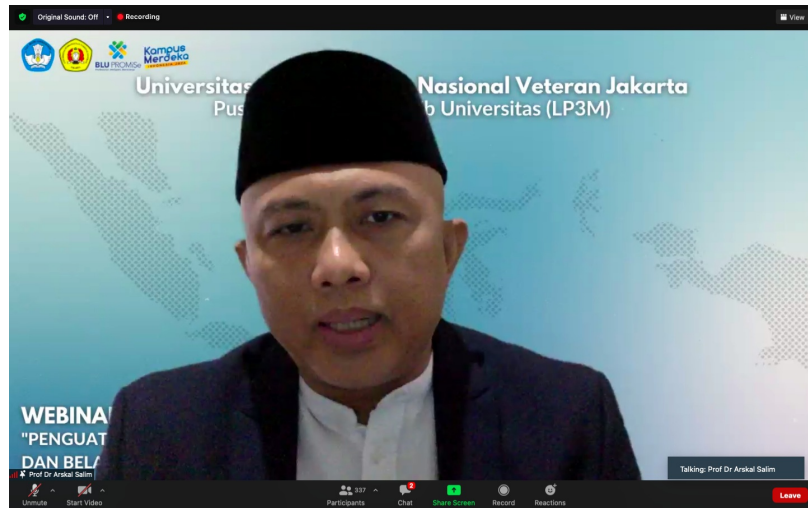 Original Sound: Off
Recording
View
BLU PROMISe
Kampus
Merdeka
INDONESIA JAYA
Universitas Nasional Veteran Jakarta
Pus b Universitas (LP3M)
WEBINA
"PENGUAT
DAN BELA
Prof Dr Arskal Salim
Talking: Prof Dr Arskal Salim
Unmute
Start Video
337
Participants
2
Chat
Share Screen
Record
Reactions
Leave